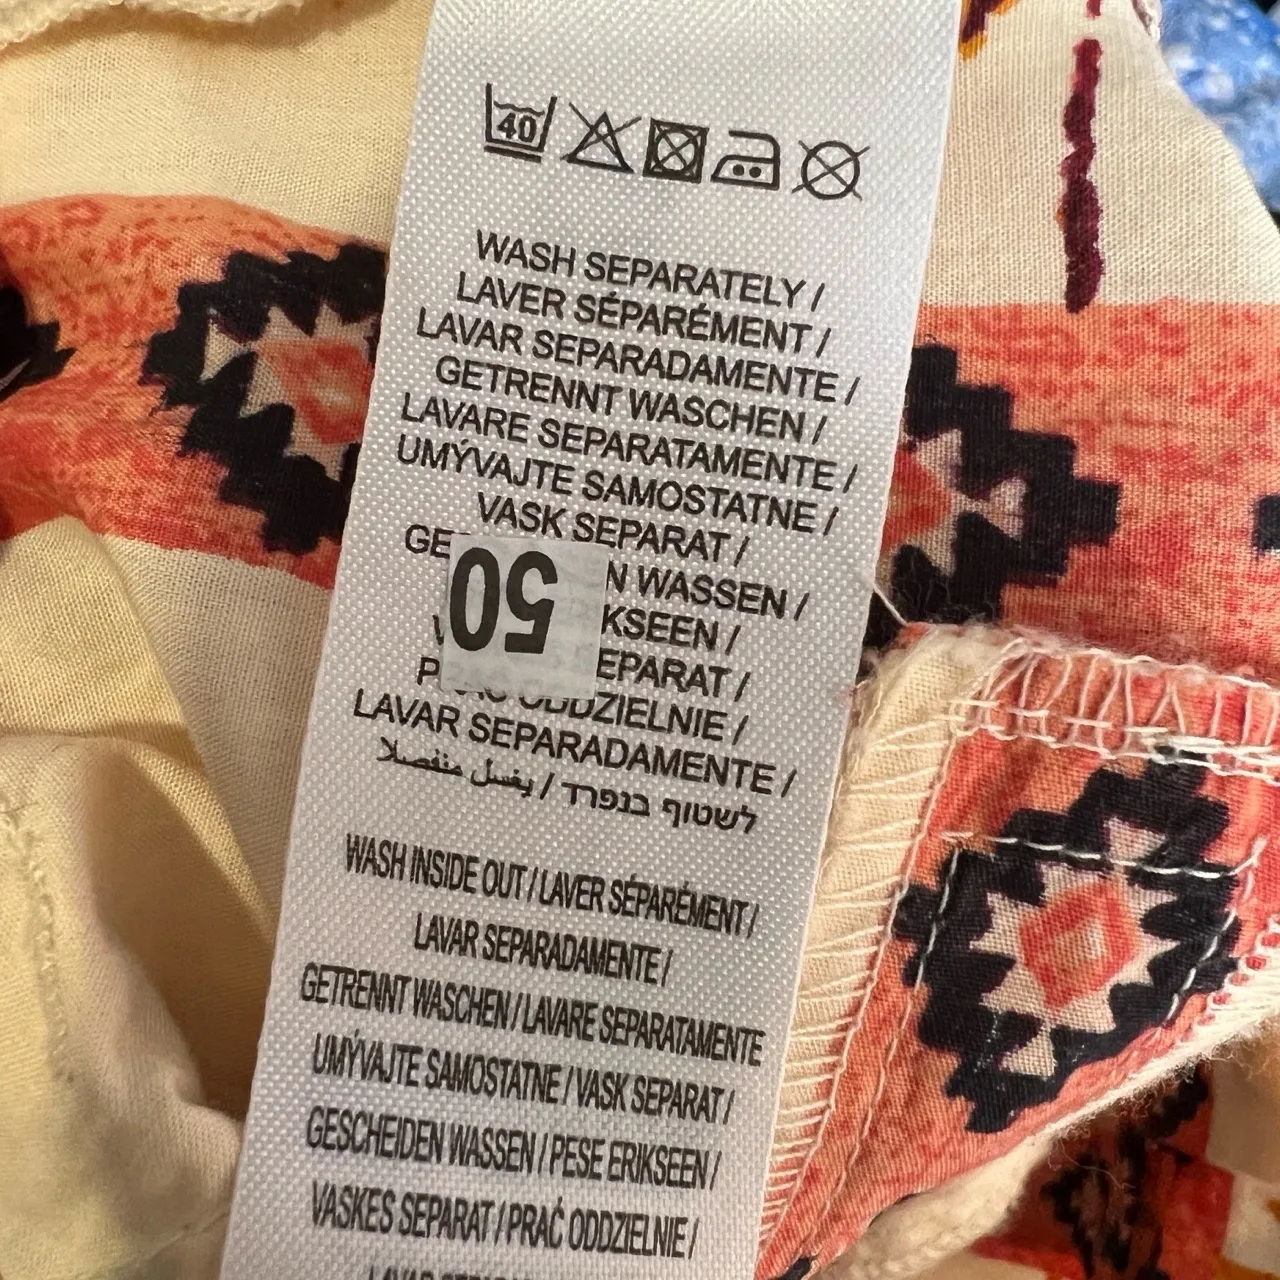 40
WASH SEPARATELY /
LAVER SÉPARÉMENT /
LAVAR SEPARADAMENTE /
GETRENNT WASCHEN /
LAVARE SEPARATAMENTE /
UMÝVAJTE SAMOSTATNE /
VASK SEPARAT /
WASSEN /
50
/
/
ODDZIELNIE /
LAVAR SEPARADAMENTE /
לשטוף בנפרד / يغسل منفصلا
WASH INSIDE OUT / LAVER SÉPARÉMENT /
LAVAR SEPARADAMENTE /
GETRENNT WASCHEN / LAVARE SEPARATAMENTE
UMÝVAJTE SAMOSTATNE / VASK SEPARAT /
GESCHEIDEN WASSEN / PESE ERIKSEEN /
VASKES SEPARAT / PRAĆ ODDZIELNIE /